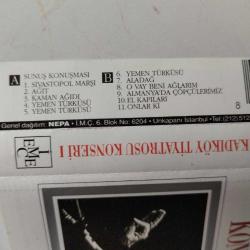 A SUNUŞ KONUŞMASI
1. SİVASTOPOL MARŞI
2. AĞIT
3. KAMAN AĞIDI
4. YEMEN TÜRKÜSÜ
5. YEMEN TÜRKÜSÜ
B 6. YEMEN TÜRKÜSÜ
7. ALADAĞ
8. O VAY BENİ AĞLARIM
9. ALMANYA'DA ÇÖPÇÜLERİMİZ
10. EL KAPILARI
11. ONLAR Kİ
8
Genel dağıtım: NEPA İ.M.Ç. 6. Blok No: 6204 - Unkapanı İstanbul • Tel: (212) 512
KADIKÖY TİYATROSU KONSERİ I